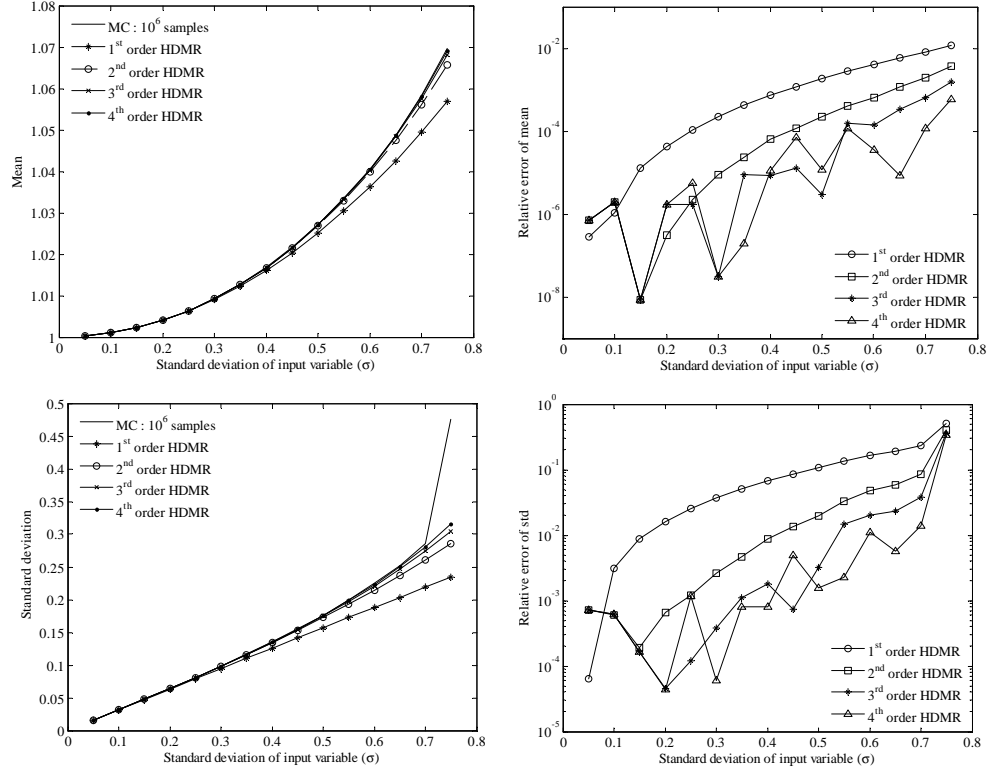 1.08
1.07
1.06
1.05
1.04
1.03
1.02
1.01
1
Mean
MC : 10^6 samples
1^st order HDMR
2^nd order HDMR
3^rd order HDMR
4^th order HDMR
0 0.1 0.2 0.3 0.4 0.5 0.6 0.7 0.8
Standard deviation of input variable (σ)
10^-2
10^-4
10^-6
10^-8
Relative error of mean
1^st order HDMR
2^nd order HDMR
3^rd order HDMR
4^th order HDMR
0 0.1 0.2 0.3 0.4 0.5 0.6 0.7 0.8
Standard deviation of input variable (σ)
0.5
0.45
0.4
0.35
0.3
0.25
0.2
0.15
0.1
0.05
0
Standard deviation
MC : 10^6 samples
1^st order HDMR
2^nd order HDMR
3^rd order HDMR
4^th order HDMR
0 0.1 0.2 0.3 0.4 0.5 0.6 0.7 0.8
Standard deviation of input variable (σ)
10^0
10^-1
10^-2
10^-3
10^-4
10^-5
Relative error of std
1^st order HDMR
2^nd order HDMR
3^rd order HDMR
4^th order HDMR
0 0.1 0.2 0.3 0.4 0.5 0.6 0.7 0.8
Standard deviation of input variable (σ)